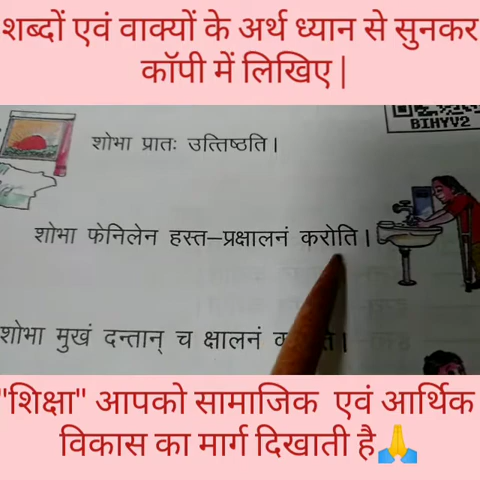 शब्दों एवं वाक्यों के अर्थ ध्यान से सुनकर
कॉपी में लिखिए |
BIHYV2
शोभा प्रातः उत्तिष्ठति।
शोभा फेनिलेन हस्त–प्रक्षालनं करोति।
शोभा मुखं दन्तान् च क्षालनं
"शिक्षा" आपको सामाजिक एवं आर्थिक
विकास का मार्ग दिखाती है🙏